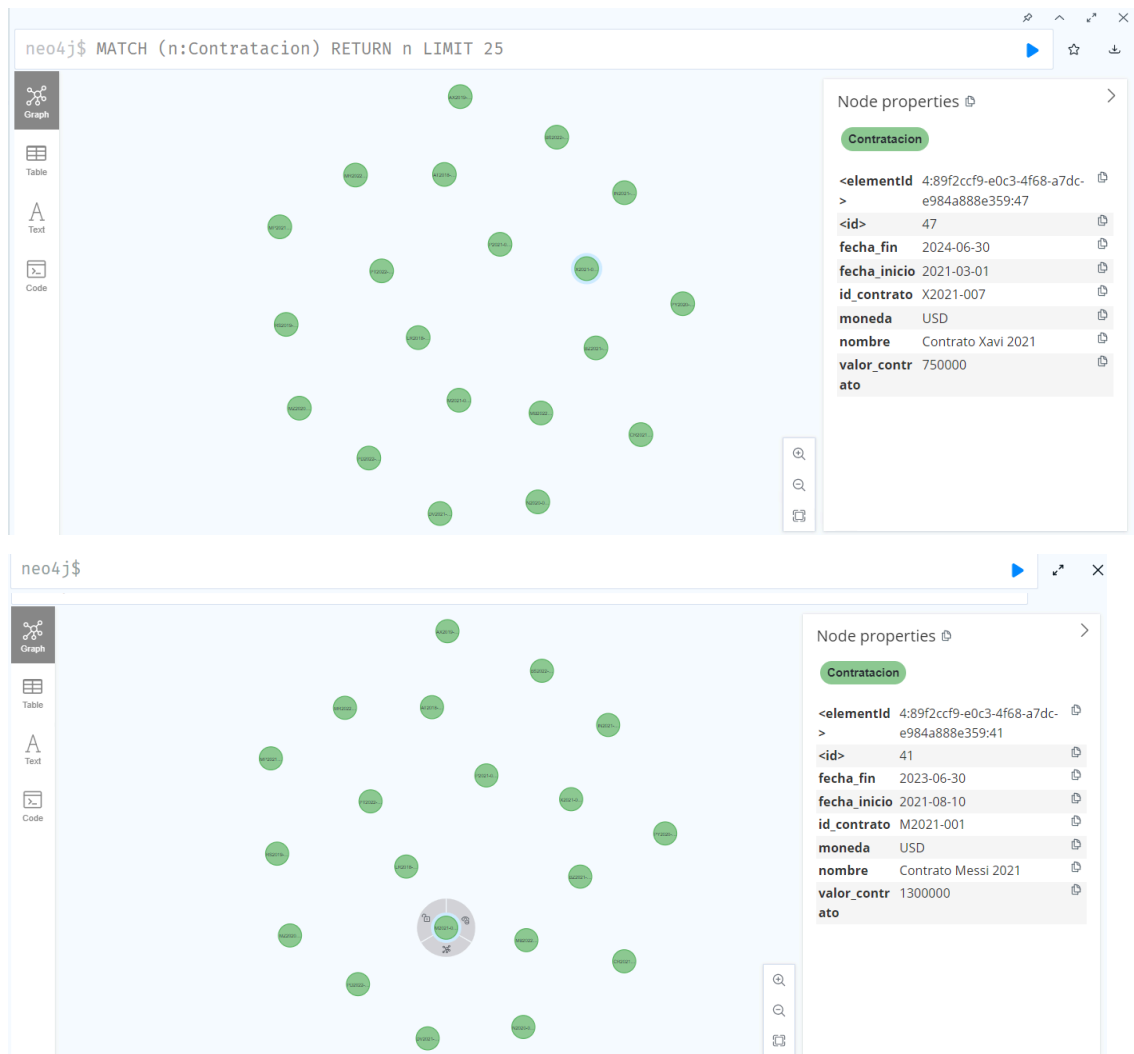 neo4j$ MATCH (n:Contratacion) RETURN n LIMIT 25
Graph
Table
Text
Code
Node properties
Contratacion
<elementId> 4:89f2ccf9-e0c3-4f68-a7dc-e984a888e359:47
<id> 47
fecha_fin 2024-06-30
fecha_inicio 2021-03-01
id_contrato X2021-007
moneda USD
nombre Contrato Xavi 2021
valor_contrato 750000
neo4j$
Graph
Table
Text
Code
Node properties
Contratacion
<elementId> 4:89f2ccf9-e0c3-4f68-a7dc-e984a888e359:41
<id> 41
fecha_fin 2023-06-30
fecha_inicio 2021-08-10
id_contrato M2021-001
moneda USD
nombre Contrato Messi 2021
valor_contrato 1300000